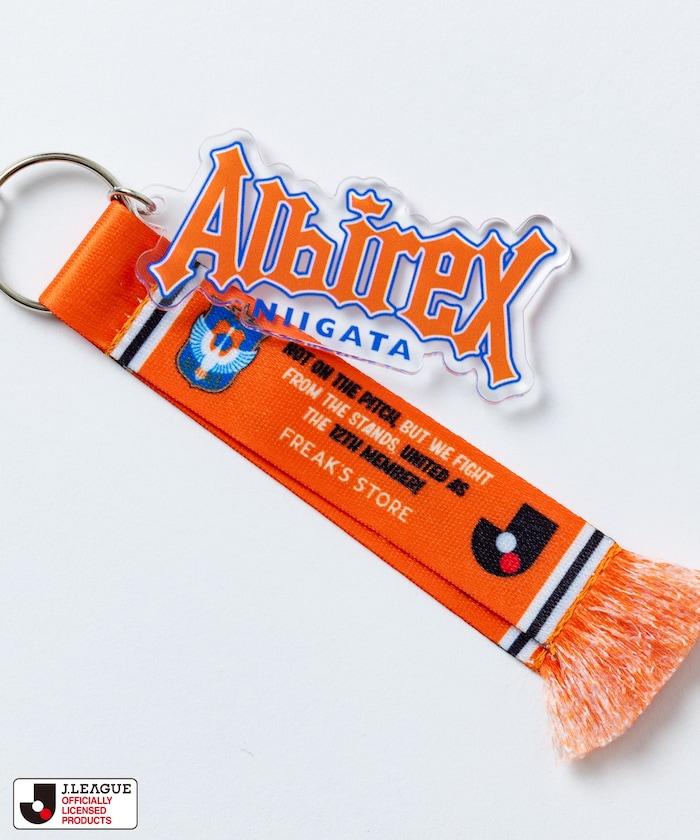 Albirex
NIIGATA
NOT ON THE PITCH, BUT WE FIGHT
FROM THE STANDS, UNITED AS
THE 12TH MEMBER!
FREAK'S STORE
J.LEAGUE
OFFICIALLY
LICENSED
PRODUCTS